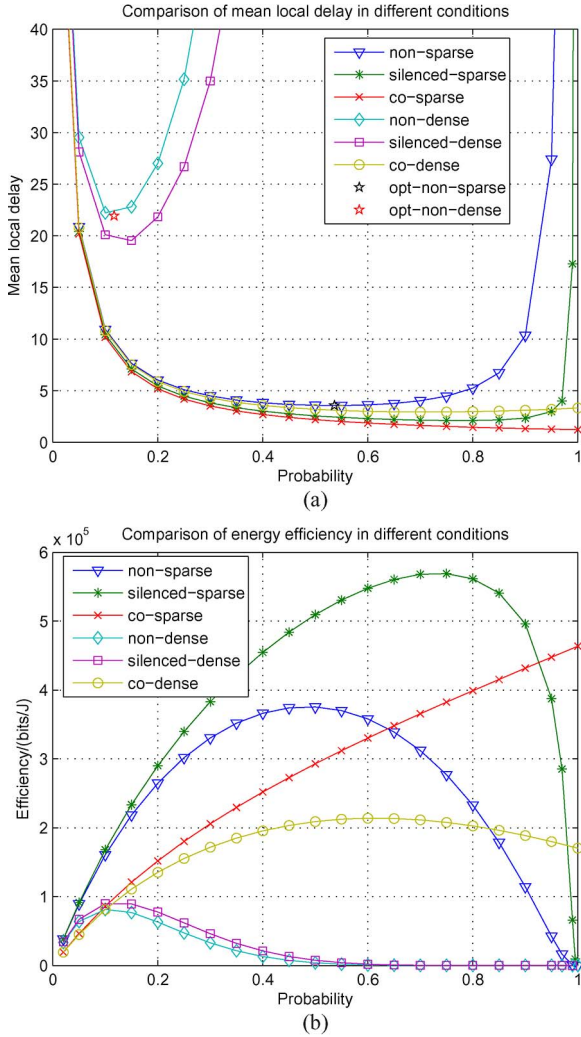 Comparison of mean local delay in different conditions
40
35
30
25
20
15
10
5
0
Mean local delay
non−sparse
silenced−sparse
co−sparse
non−dense
silenced−dense
co−dense
opt−non−sparse
opt−non−dense
0 0.2 0.4 0.6 0.8 1
Probability
(a)
Comparison of energy efficiency in different conditions
x 10^5
6
5
4
3
2
1
0
Efficiency/(bits/J)
non−sparse
silenced−sparse
co−sparse
non−dense
silenced−dense
co−dense
0 0.2 0.4 0.6 0.8 1
Probability
(b)